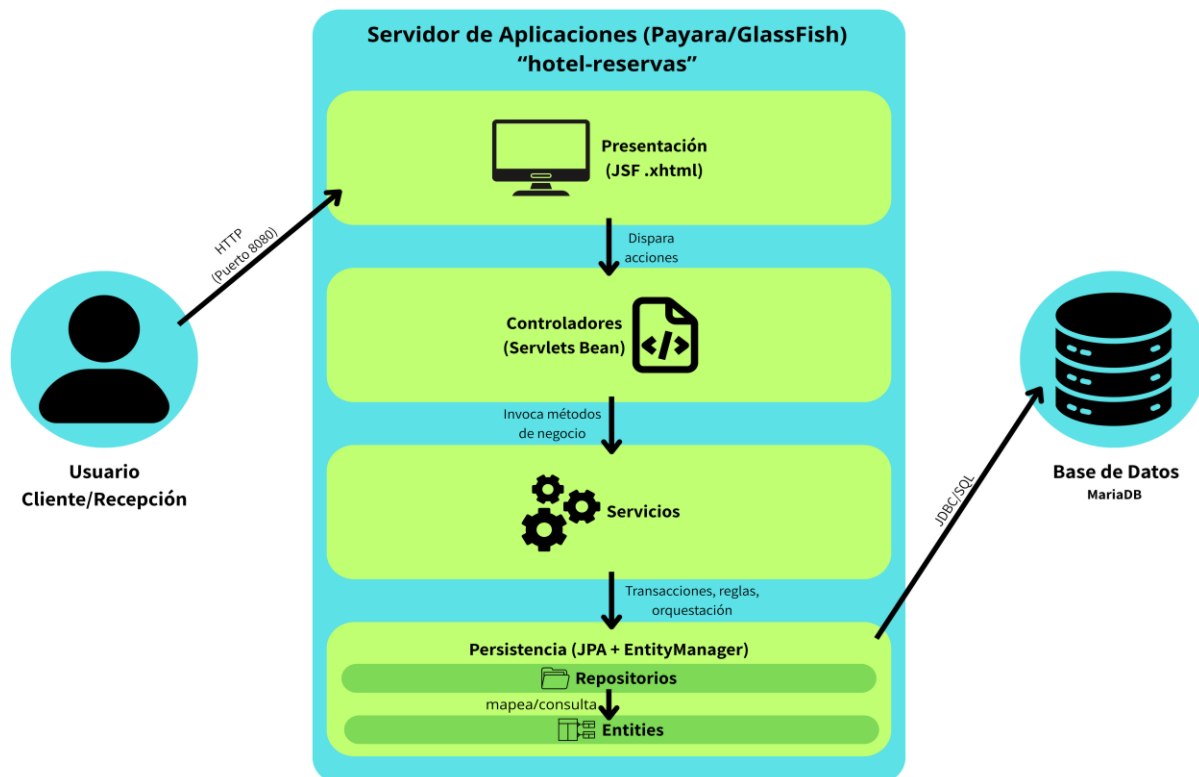 Servidor de Aplicaciones (Payara/GlassFish)
“hotel-reservas”
Presentación
(JSF .xhtml)
HTTP
(Puerto 8080)
Dispara
acciones
Controladores
(Servlets Bean)
</>
Invoca métodos
de negocio
Usuario
Cliente/Recepción
Servicios
Base de Datos
MariaDB
JDBC/SQL
Transacciones, reglas,
orquestación
Persistencia (JPA + EntityManager)
Repositorios
mapea/consulta
Entities